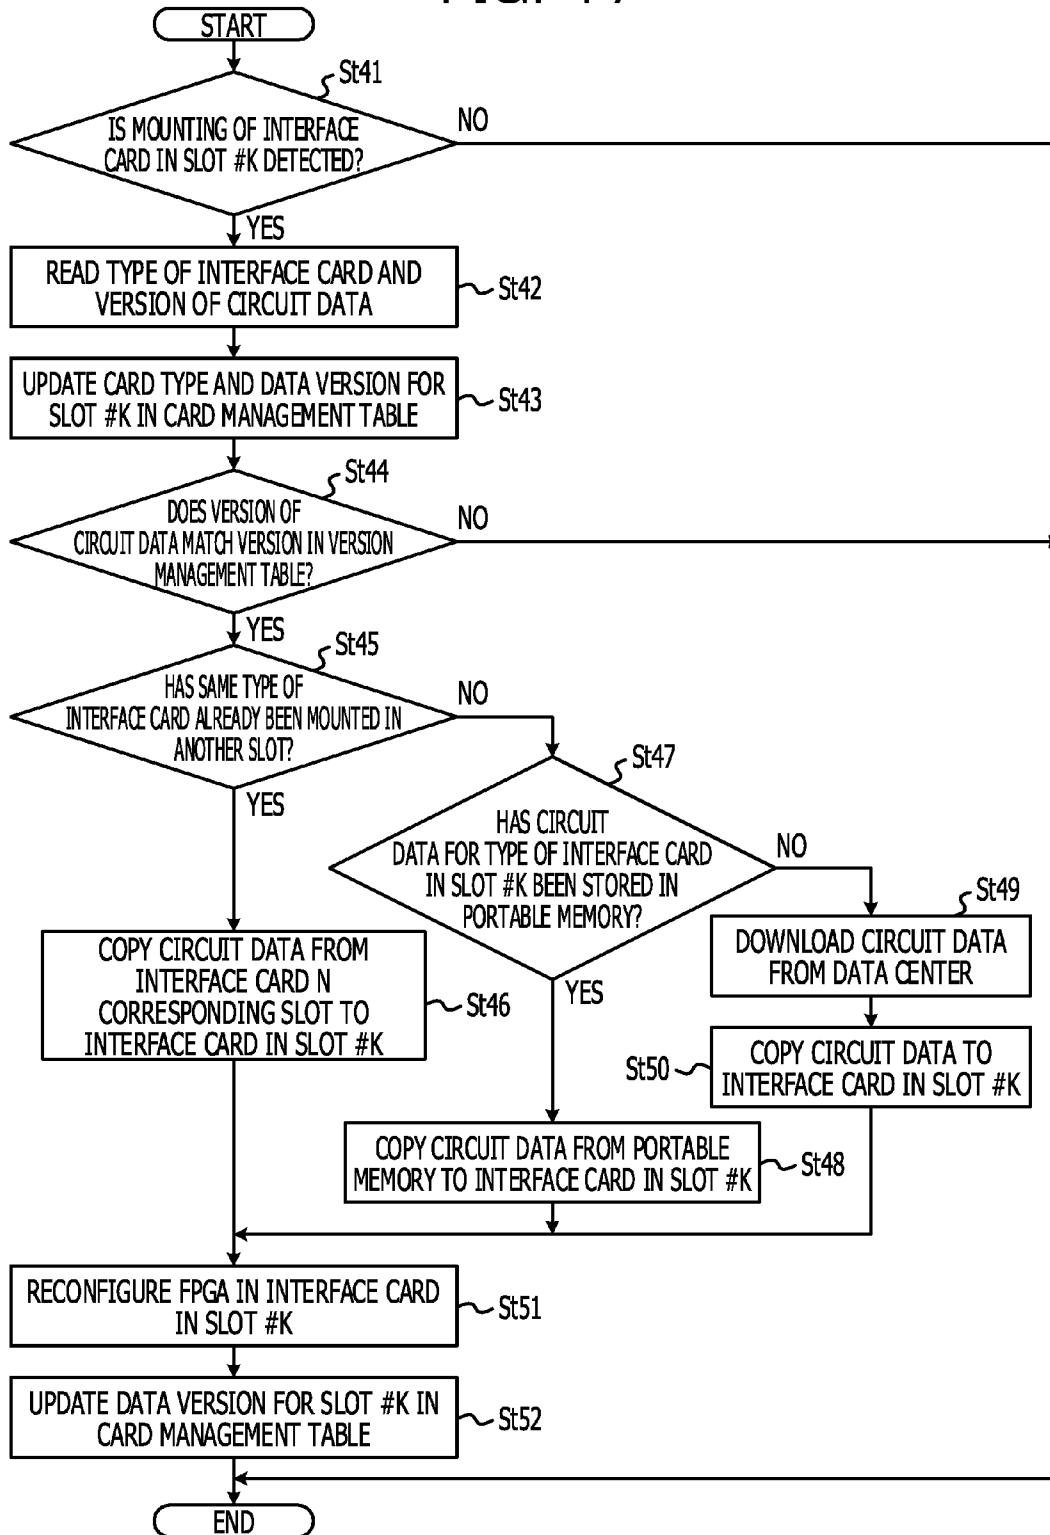 START
St41
IS MOUNTING OF INTERFACE
CARD IN SLOT #K DETECTED?
NO
YES
READ TYPE OF INTERFACE CARD AND
VERSION OF CIRCUIT DATA
St42
UPDATE CARD TYPE AND DATA VERSION FOR
SLOT #K IN CARD MANAGEMENT TABLE
St43
St44
DOES VERSION OF
CIRCUIT DATA MATCH VERSION IN VERSION
MANAGEMENT TABLE?
NO
YES
St45
HAS SAME TYPE OF
INTERFACE CARD ALREADY BEEN MOUNTED IN
ANOTHER SLOT?
NO
YES
St47
HAS CIRCUIT
DATA FOR TYPE OF INTERFACE CARD
IN SLOT #K BEEN STORED IN
PORTABLE MEMORY?
NO
YES
St49
DOWNLOAD CIRCUIT DATA
FROM DATA CENTER
COPY CIRCUIT DATA FROM
INTERFACE CARD N
CORRESPONDING SLOT TO
INTERFACE CARD IN SLOT #K
St46
St50
COPY CIRCUIT DATA TO
INTERFACE CARD IN SLOT #K
COPY CIRCUIT DATA FROM PORTABLE
MEMORY TO INTERFACE CARD IN SLOT #K
St48
RECONFIGURE FPGA IN INTERFACE CARD
IN SLOT #K
St51
UPDATE DATA VERSION FOR SLOT #K IN
CARD MANAGEMENT TABLE
St52
END